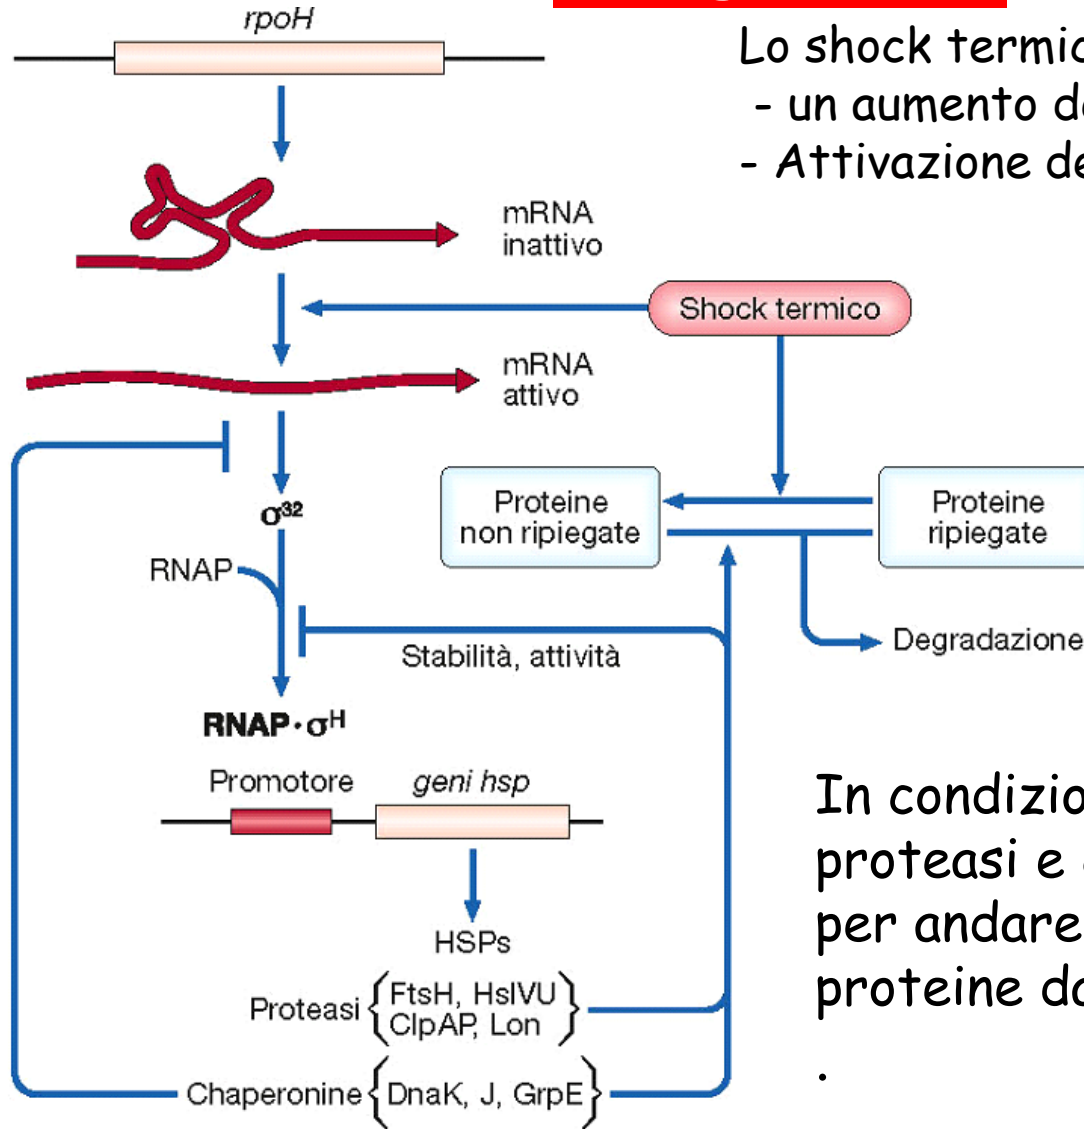 rpoH
Lo shock termic
- un aumento d
- Attivazione de
mRNA
inattivo
Shock termico
mRNA
attivo
Proteine
non ripiegate
Proteine
ripiegate
σ³²
RNAP
Stabilità, attività
Degradazione
RNAP·σᴴ
Promotore
geni hsp
In condizio
proteasi e
per andare
proteine da
.
HSPs
Proteasi {FtsH, HslVU}
ClpAP, Lon
Chaperonine {DnaK, J, GrpE}